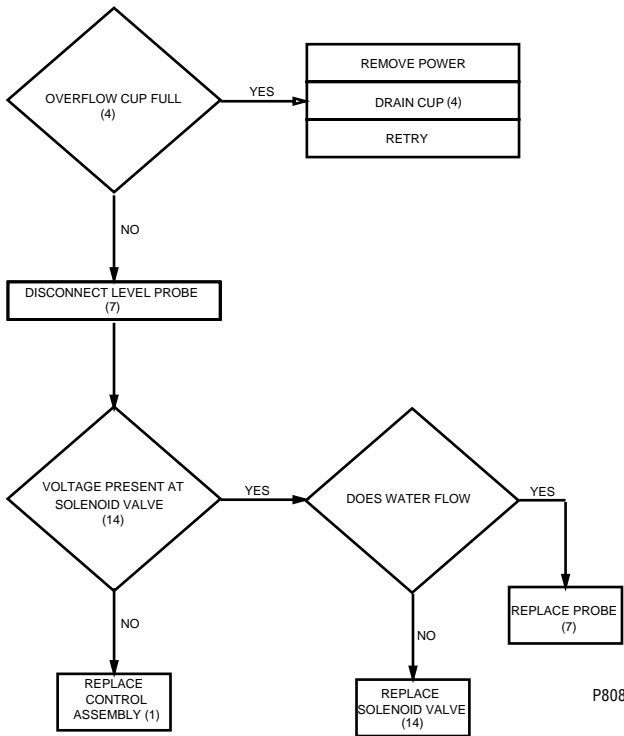 OVERFLOW CUP FULL
(4)
YES
REMOVE POWER
DRAIN CUP (4)
RETRY
NO
DISCONNECT LEVEL PROBE
(7)
VOLTAGE PRESENT AT
SOLENOID VALVE
(14)
YES
DOES WATER FLOW
YES
REPLACE PROBE
(7)
NO
REPLACE
CONTROL
ASSEMBLY (1)
NO
REPLACE
SOLENOID VALVE
(14)
P808